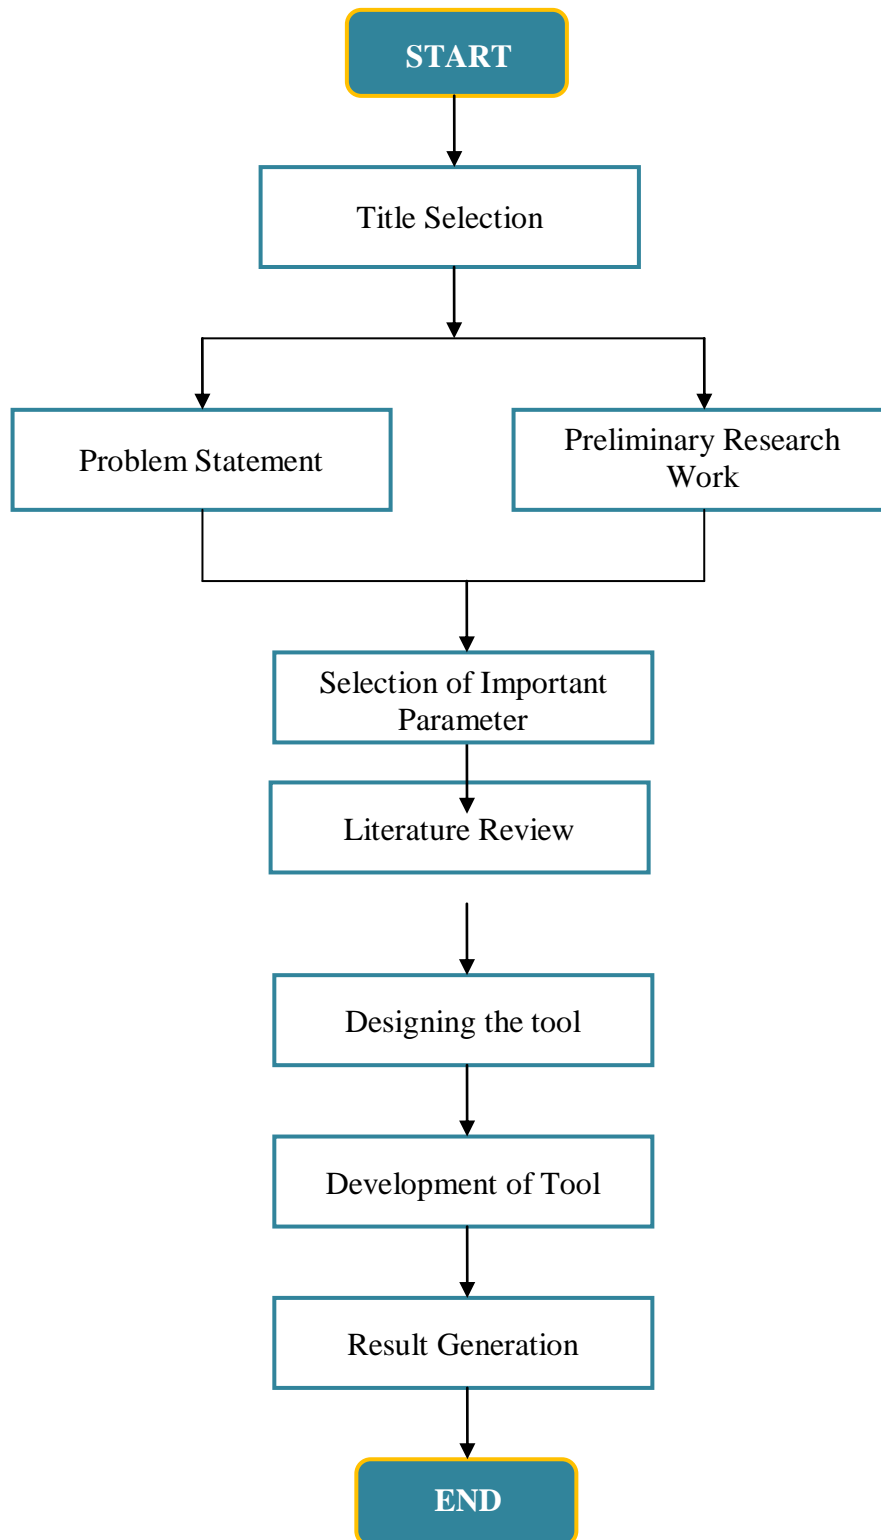 START
Title Selection
Problem Statement
Preliminary Research
Work
Selection of Important
Parameter
Literature Review
Designing the tool
Development of Tool
Result Generation
END